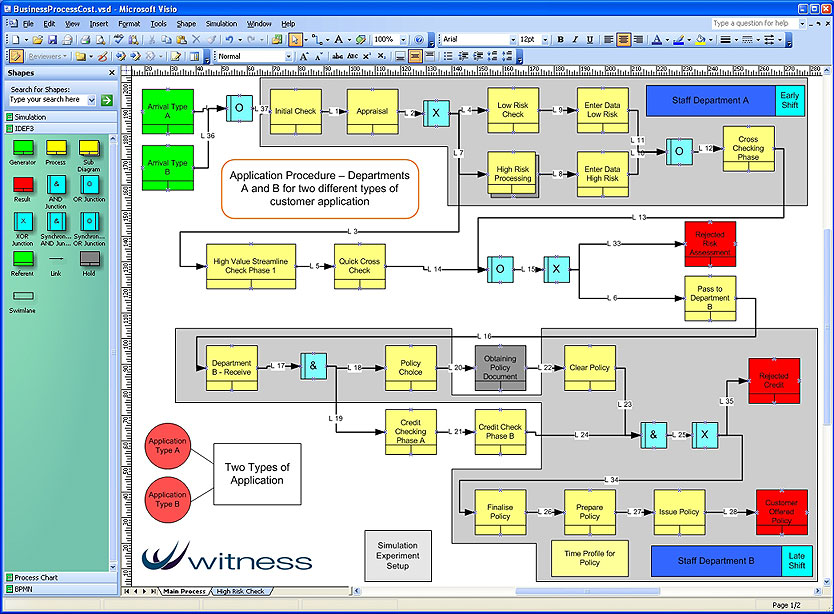 BusinessProcessCost.vsd - Microsoft Visio
File Edit View Insert Format Tools Shape Simulation Window Help
Type a question for help
100%
Arial
12pt.
Reviewers
Normal
Shapes
Search for Shapes:
Type your search here
Simulation
IDEF3
Generator
Process
Sub
Diagram
Result
AND
Junction
OR Junction
XOR
Junction
Synchron...
AND Jun...
Synchron...
OR Junction
Referent
Link
Hold
Swimlane
Process Chart
BPMN
Arrival Type
A
Arrival Type
B
L 36
O
L 37
Initial Check
L 1
Appraisal
L 2
X
L 4
L 7
Low Risk
Check
L 9
Enter Data
Low Risk
High Risk
Processing
L 8
Enter Data
High Risk
L 11
L 10
O
L 12
Cross
Checking
Phase
Staff Department A
Early
Shift
Application Procedure – Departments
A and B for two different types of
customer application
L 3
L 13
High Value Streamline
Check Phase 1
L 5
Quick Cross
Check
L 14
O
L 15
X
L 33
Rejected
Risk
Assessment
L 6
Pass to
Department
B
L 16
Department
B - Receive
L 17
&
L 18
Policy
Choice
L 20
Obtaining
Policy
Document
L 22
Clear Policy
L 23
L 19
Credit
Checking
Phase A
L 21
Credit Check
Phase B
L 24
&
L 25
X
L 35
Rejected
Credit
L 34
Application
Type A
Application
Type B
Two Types of
Application
Finalise
Policy
L 26
Prepare
Policy
L 27
Issue Policy
L 28
Customer
Offered
Policy
Simulation
Experiment
Setup
Time Profile for
Policy
Staff Department B
Late
Shift
witness
Main Process
High Risk Check
Page 1/2